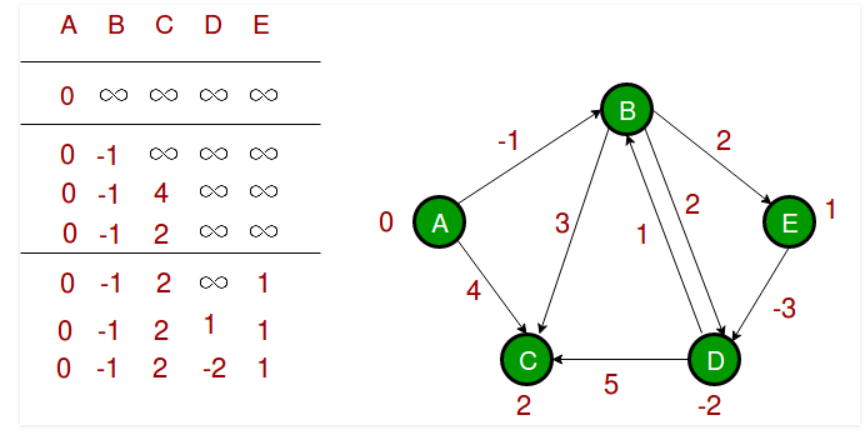 A B C D E
0 ∞ ∞ ∞ ∞
0 -1 ∞ ∞ ∞
0 -1 4 ∞ ∞
0 -1 2 ∞ ∞
0 -1 2 ∞ 1
0 -1 2 1 1
0 -1 2 -2 1
B
-1
2
2
0
A
3
1
E
1
4
-3
C
D
5
2
-2